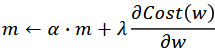 m ← α · m + λ ∂Cost(w)/∂w